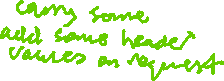 carry some
add some header
values on request